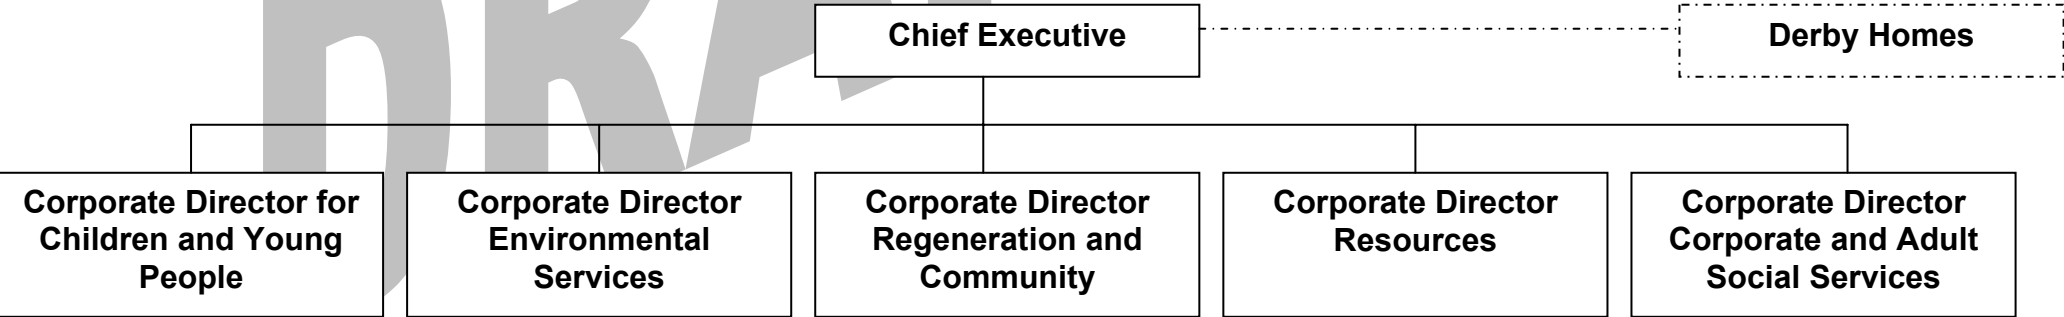 Chief Executive
Derby Homes
Corporate Director for
Children and Young
People
Corporate Director
Environmental
Services
Corporate Director
Regeneration and
Community
Corporate Director
Resources
Corporate Director
Corporate and Adult
Social Services